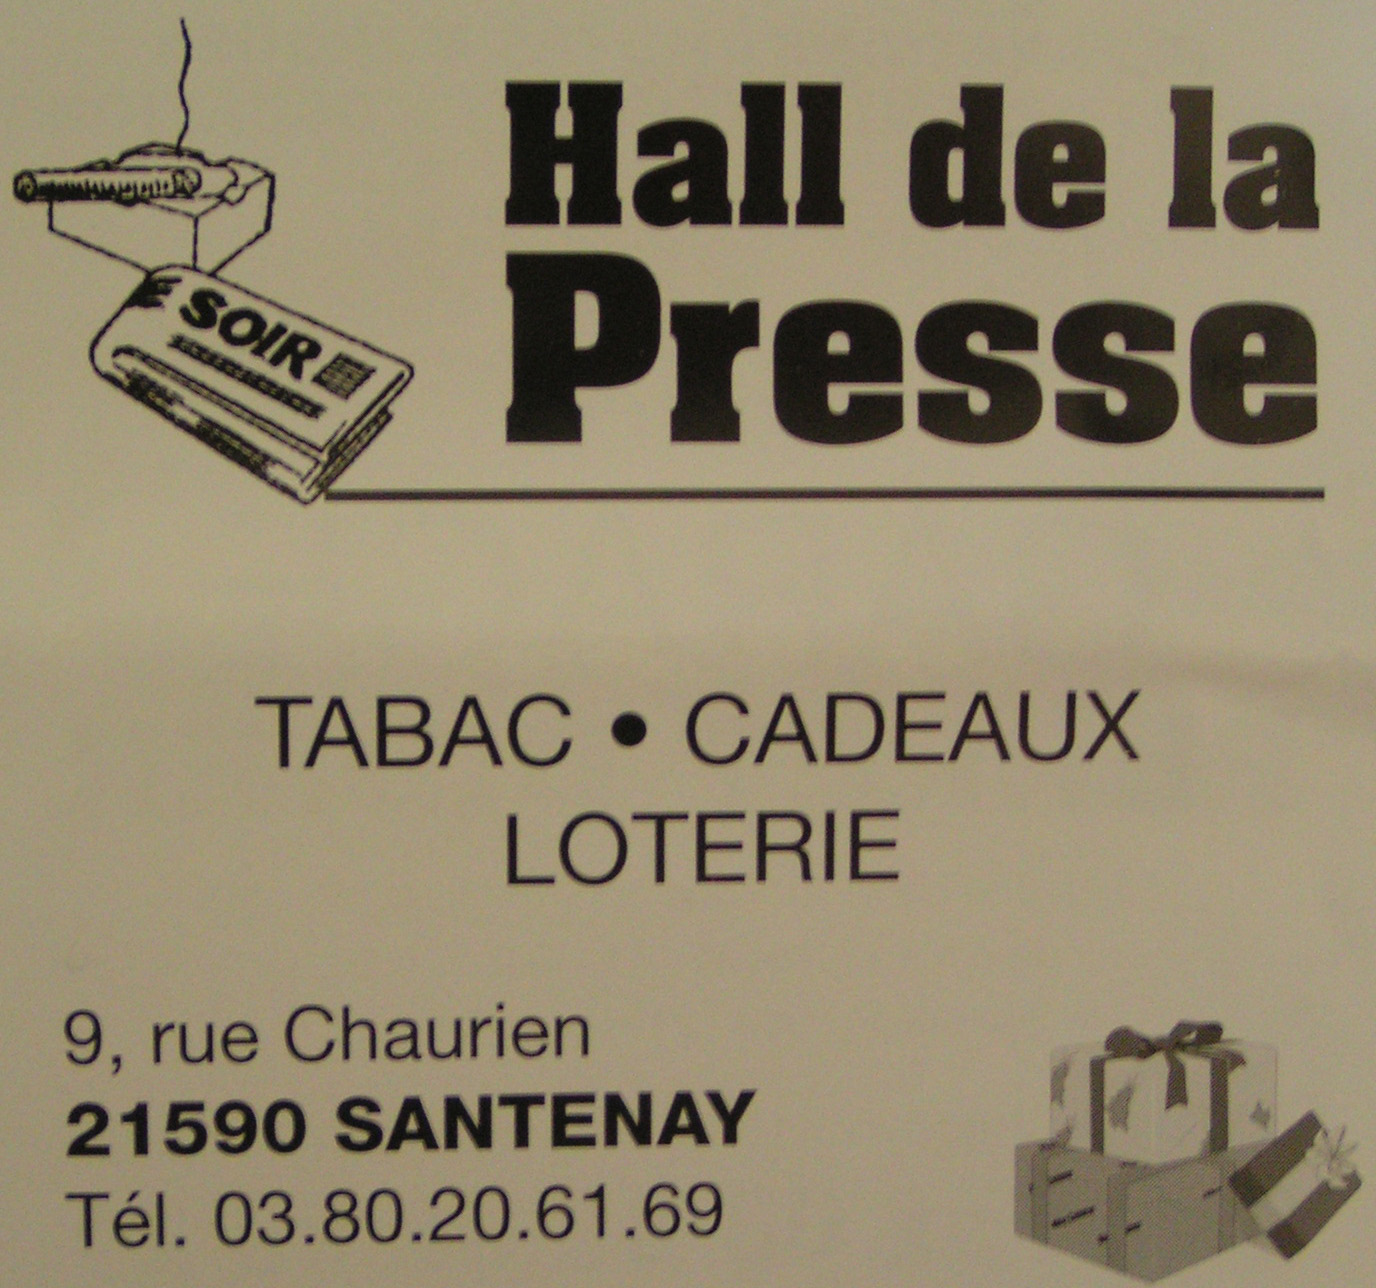 Hall de la
Presse
SOIR
TABAC • CADEAUX
LOTERIE
9, rue Chaurien
21590 SANTENAY
Tél. 03.80.20.61.69